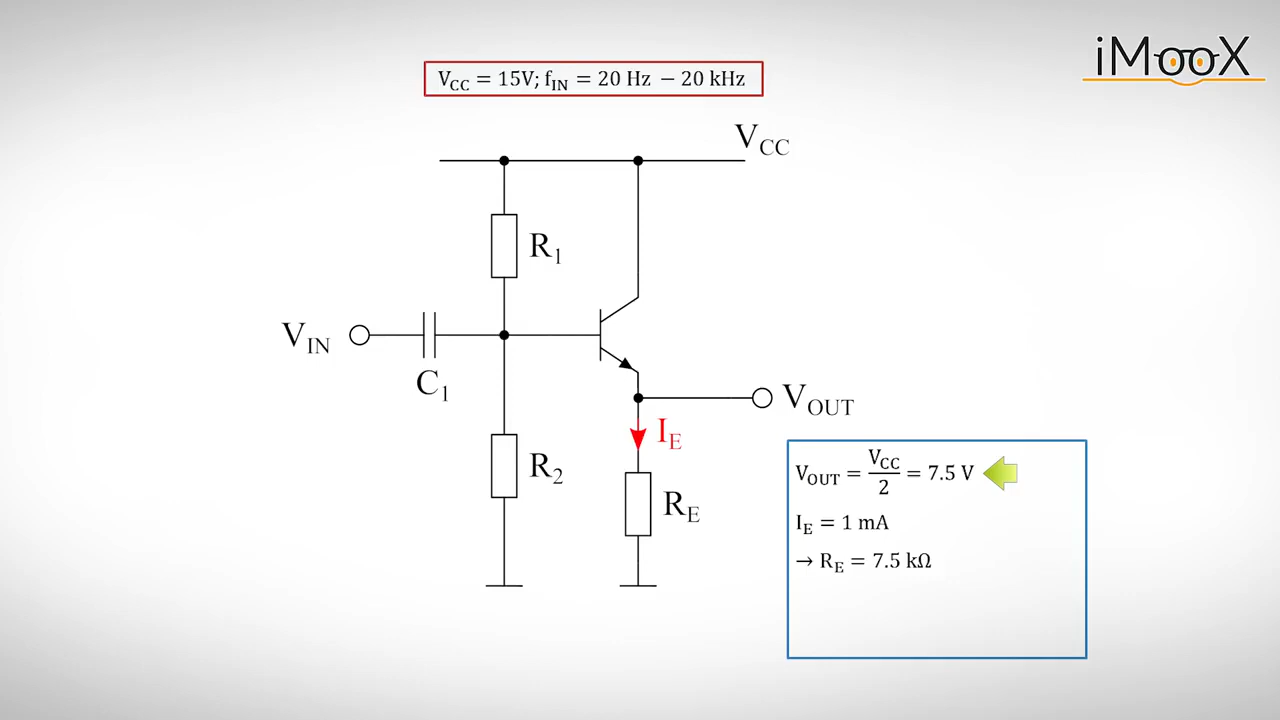 iMooX
V_CC = 15V; f_IN = 20 Hz − 20 kHz
V_CC
R_1
V_IN
C_1
V_OUT
I_E
R_2
R_E
V_OUT = V_CC/2 = 7.5 V
I_E = 1 mA
→ R_E = 7.5 kΩ